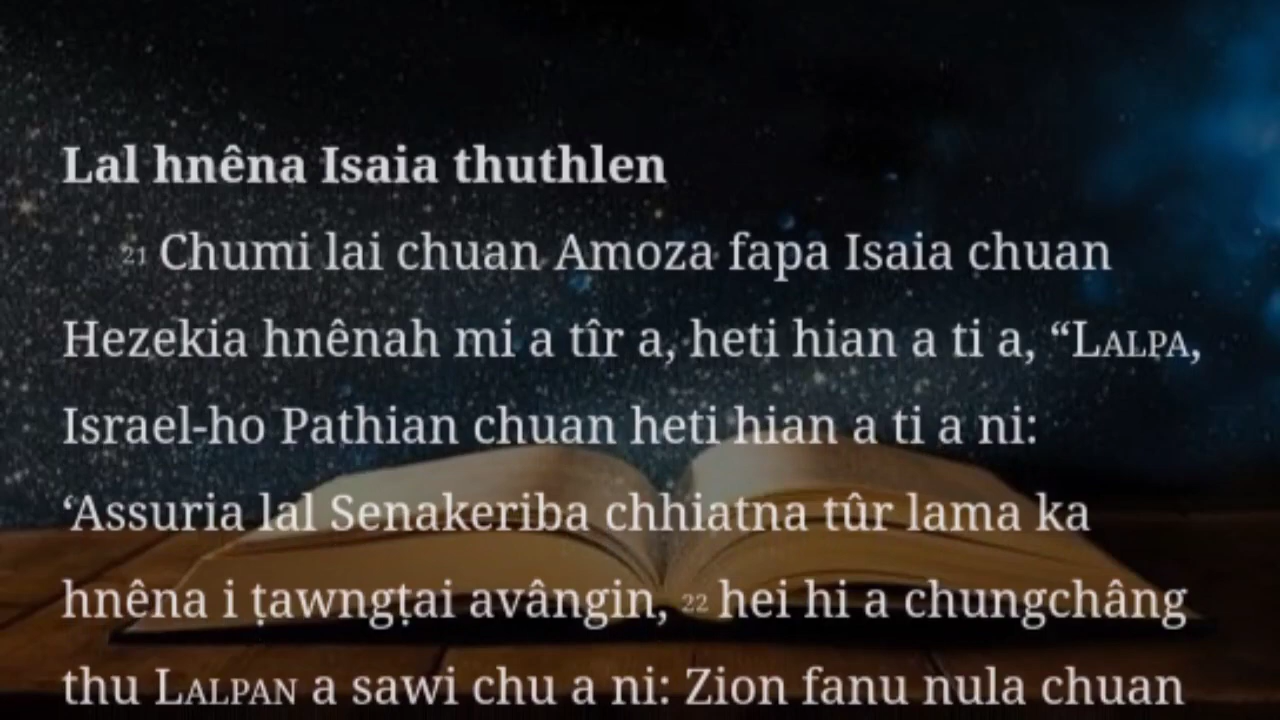 Lal hnêna Isaia thuthlen
21 Chumi lai chuan Amoza fapa Isaia chuan
Hezekia hnênah mi a tîr a, heti hian a ti a, “LALPA,
Israel-ho Pathian chuan heti hian a ti a ni:
‘Assuria lal Senakeriba chhiatna tûr lama ka
hnêna i ṭawngṭai avângin, 22 hei hi a chungchâng
thu LALPAN a sawi chu a ni: Zion fanu nula chuan